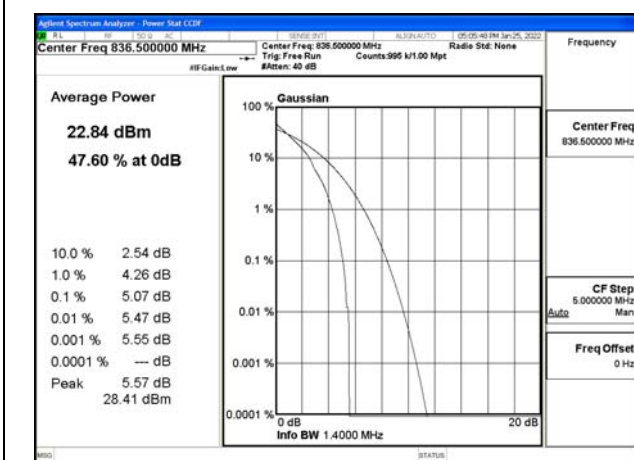 Agilent Spectrum Analyzer - Power Stat CCDF
RL RF 50 Ω AC SENSE:INT ALIGN AUTO 05:05:48 PM Jan 25, 2022
Center Freq 836.500000 MHz
Center Freq: 836.500000 MHz Radio Std: None
Trig: Free Run Counts:995 k/1.00 Mpt
#IFGain:Low #Atten: 40 dB
Frequency
Average Power
22.84 dBm
47.60 % at 0dB
10.0 % 2.54 dB
1.0 % 4.26 dB
0.1 % 5.07 dB
0.01 % 5.47 dB
0.001 % 5.55 dB
0.0001 % --- dB
Peak 5.57 dB
28.41 dBm
Gaussian
100 %
10 %
1 %
0.1 %
0.01 %
0.001 %
0.0001 %
0 dB 20 dB
Info BW 1.4000 MHz
Center Freq
836.500000 MHz
CF Step
5.000000 MHz
Auto Man
Freq Offset
0 Hz
MSG STATUS